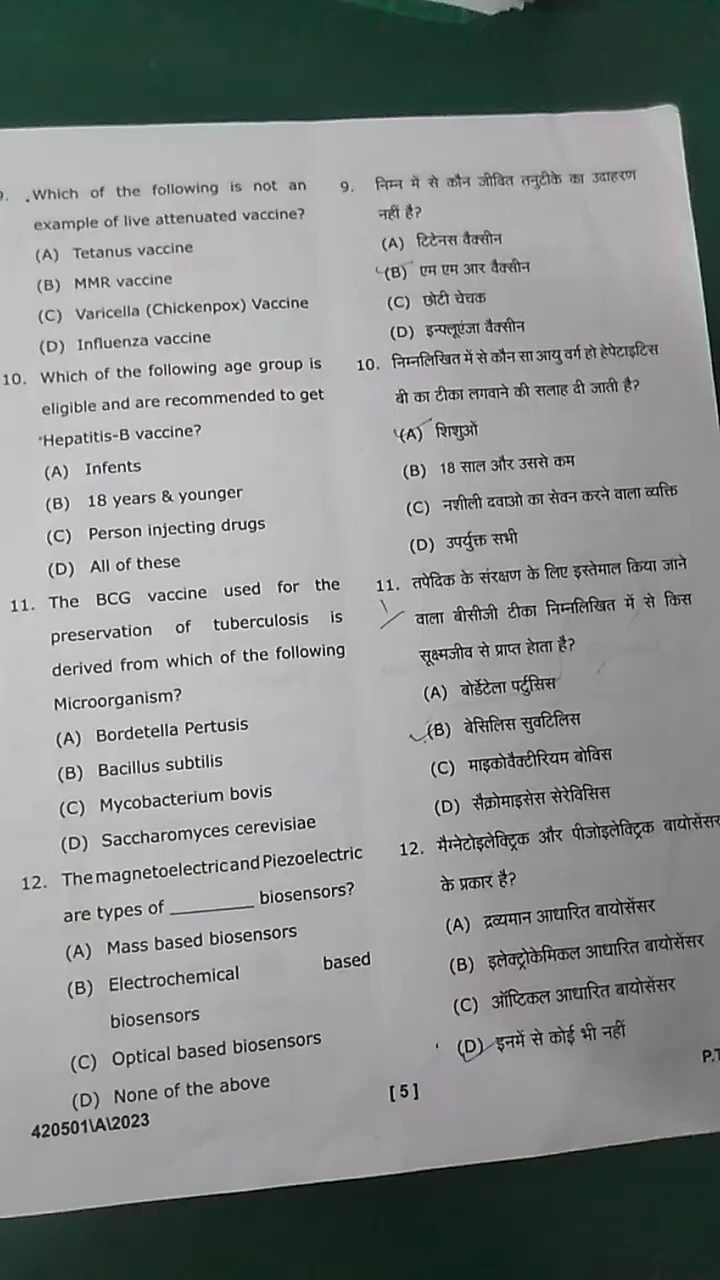 9. Which of the following is not an
example of live attenuated vaccine?
(A) Tetanus vaccine
(B) MMR vaccine
(C) Varicella (Chickenpox) Vaccine
(D) Influenza vaccine
10. Which of the following age group is
eligible and are recommended to get
Hepatitis-B vaccine?
(A) Infents
(B) 18 years & younger
(C) Person injecting drugs
(D) All of these
11. The BCG vaccine used for the
preservation of tuberculosis is
derived from which of the following
Microorganism?
(A) Bordetella Pertusis
(B) Bacillus subtilis
(C) Mycobacterium bovis
(D) Saccharomyces cerevisiae
12. The magnetoelectric and Piezoelectric
are types of ________ biosensors?
(A) Mass based biosensors
(B) Electrochemical based
biosensors
(C) Optical based biosensors
(D) None of the above
420501\A\2023
9. निम्न में से कौन जीवित तनुटीके का उदाहरण
नहीं है?
(A) टिटेनस वैक्सीन
(B) एम एम आर वैक्सीन
(C) छोटी चेचक
(D) इन्फ्लूएंजा वैक्सीन
10. निम्नलिखित में से कौन सा आयु वर्ग हो हेपेटाइटिस
बी का टीका लगवाने की सलाह दी जाती है?
(A) शिशुओं
(B) 18 साल और उससे कम
(C) नशीली दवाओ का सेवन करने वाला व्यक्ति
(D) उपर्युक्त सभी
11. तपेदिक के संरक्षण के लिए इस्तेमाल किया जाने
वाला बीसीजी टीका निम्नलिखित में से किस
सूक्ष्मजीव से प्राप्त होता है?
(A) बोर्डेटेला पर्टुसिस
(B) बेसिलिस सुवटिलिस
(C) माइकोवैक्टीरियम बोविस
(D) सैक्रोमाइसेस सेरेविसिस
12. मैग्नेटोइलेक्ट्रिक और पीजोइलेक्ट्रिक बायोसेंसर
के प्रकार है?
(A) द्रव्यमान आधारित बायोसेंसर
(B) इलेक्ट्रोकेमिकल आधारित बायोसेंसर
(C) ऑप्टिकल आधारित बायोसेंसर
(D) इनमें से कोई भी नहीं
[5]
P.T